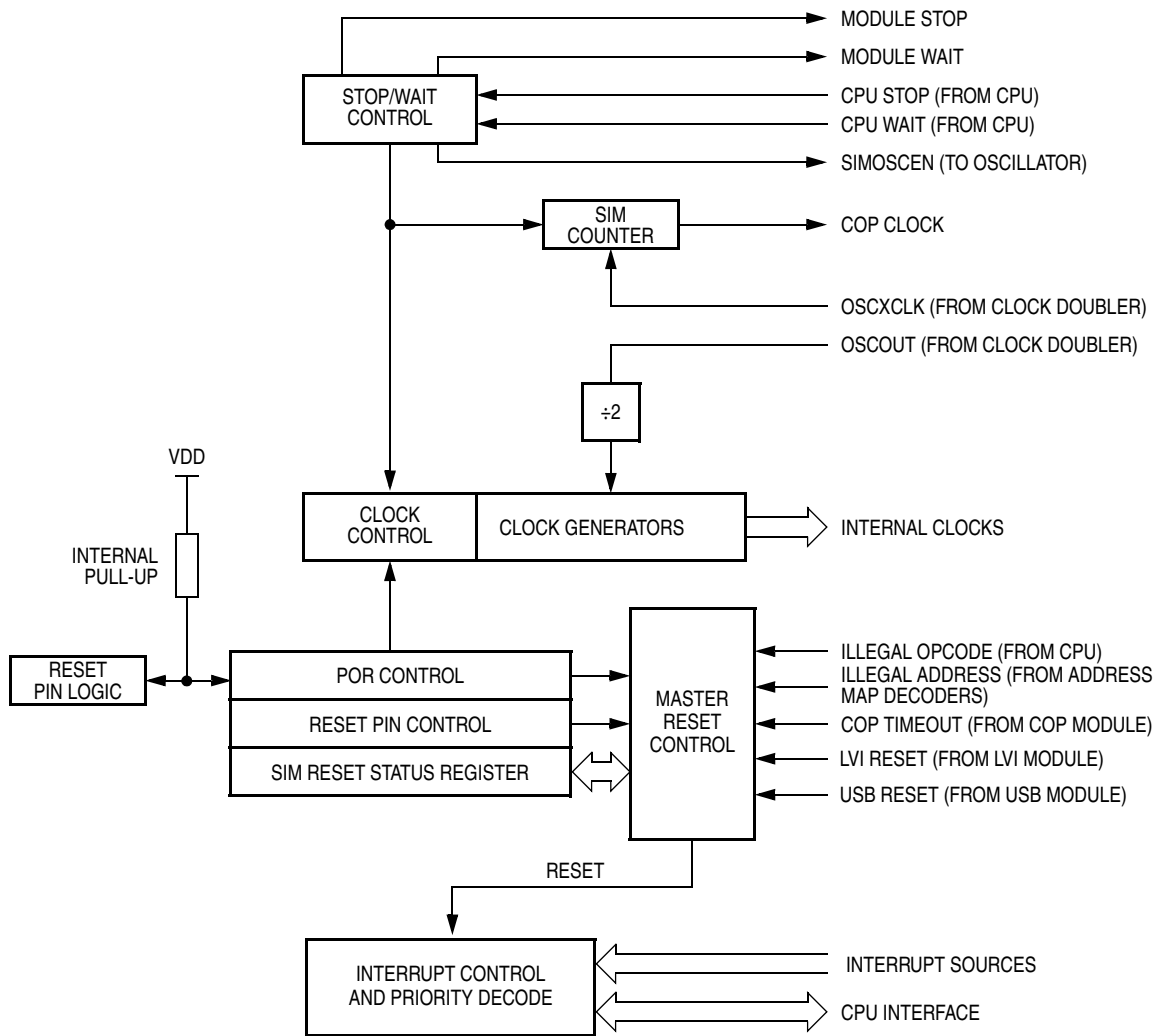 MODULE STOP
MODULE WAIT
STOP/WAIT
CONTROL
CPU STOP (FROM CPU)
CPU WAIT (FROM CPU)
SIMOSCEN (TO OSCILLATOR)
SIM
COUNTER
COP CLOCK
OSCXCLK (FROM CLOCK DOUBLER)
OSCOUT (FROM CLOCK DOUBLER)
÷2
VDD
CLOCK
CONTROL
CLOCK GENERATORS
INTERNAL CLOCKS
INTERNAL
PULL-UP
RESET
PIN LOGIC
POR CONTROL
RESET PIN CONTROL
SIM RESET STATUS REGISTER
MASTER
RESET
CONTROL
ILLEGAL OPCODE (FROM CPU)
ILLEGAL ADDRESS (FROM ADDRESS
MAP DECODERS)
COP TIMEOUT (FROM COP MODULE)
LVI RESET (FROM LVI MODULE)
USB RESET (FROM USB MODULE)
RESET
INTERRUPT CONTROL
AND PRIORITY DECODE
INTERRUPT SOURCES
CPU INTERFACE